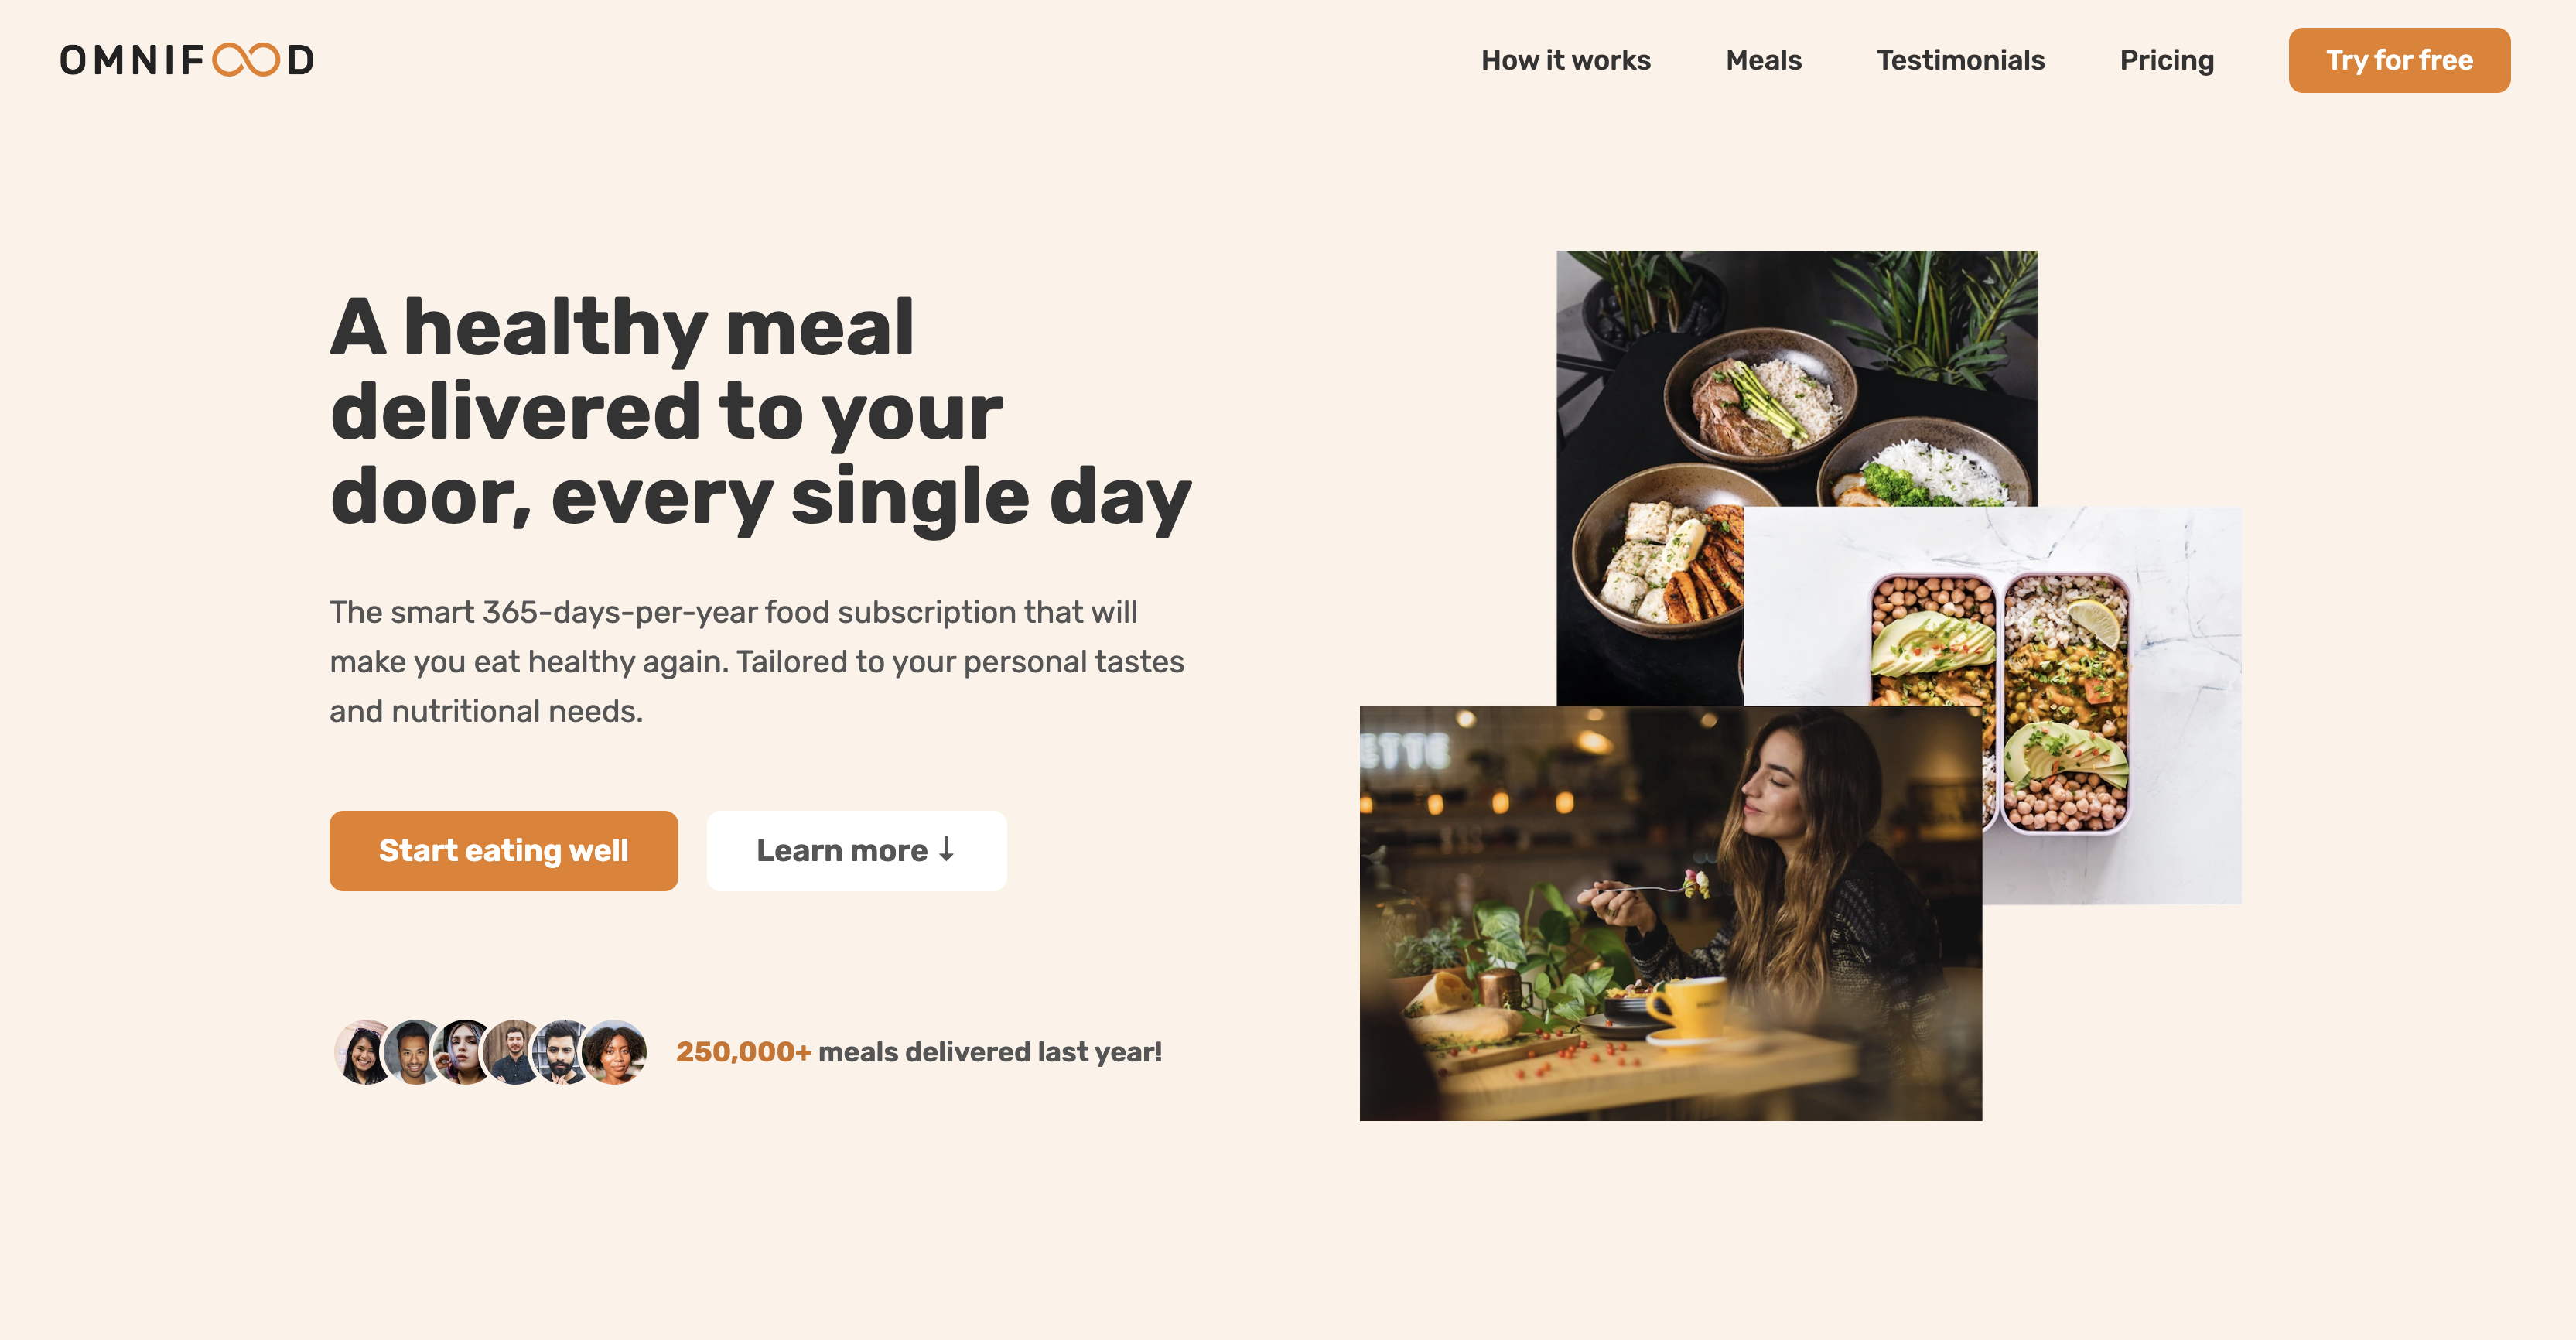 OMNIFOOD
How it works
Meals
Testimonials
Pricing
Try for free
A healthy meal
delivered to your
door, every single day
The smart 365-days-per-year food subscription that will
make you eat healthy again. Tailored to your personal tastes
and nutritional needs.
Start eating well
Learn more ↓
250,000+ meals delivered last year!
ETTE